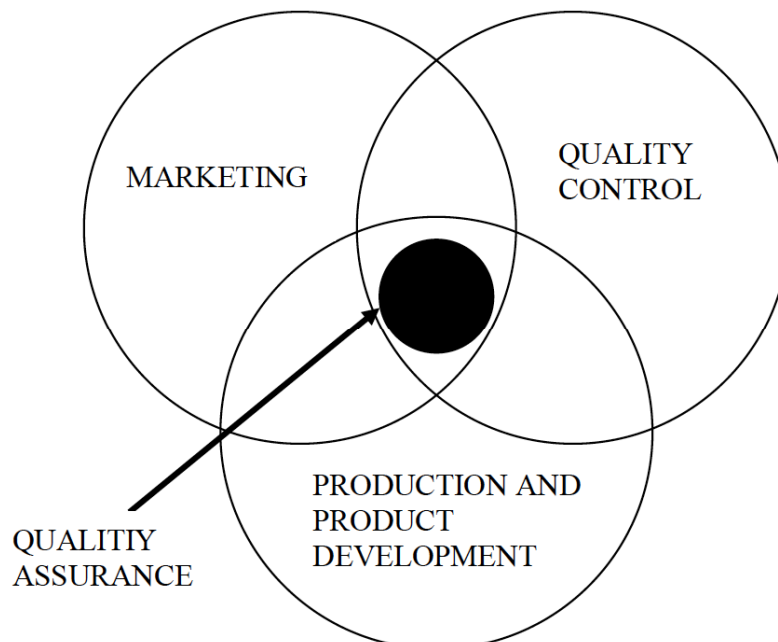 MARKETING
QUALITY
CONTROL
PRODUCTION AND
PRODUCT
DEVELOPMENT
QUALITIY
ASSURANCE